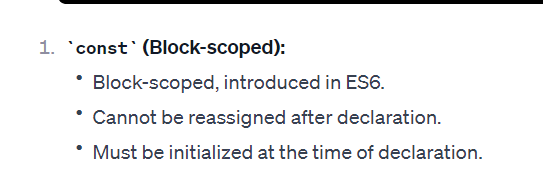 1. `const` (Block-scoped):
• Block-scoped, introduced in ES6.
• Cannot be reassigned after declaration.
• Must be initialized at the time of declaration.